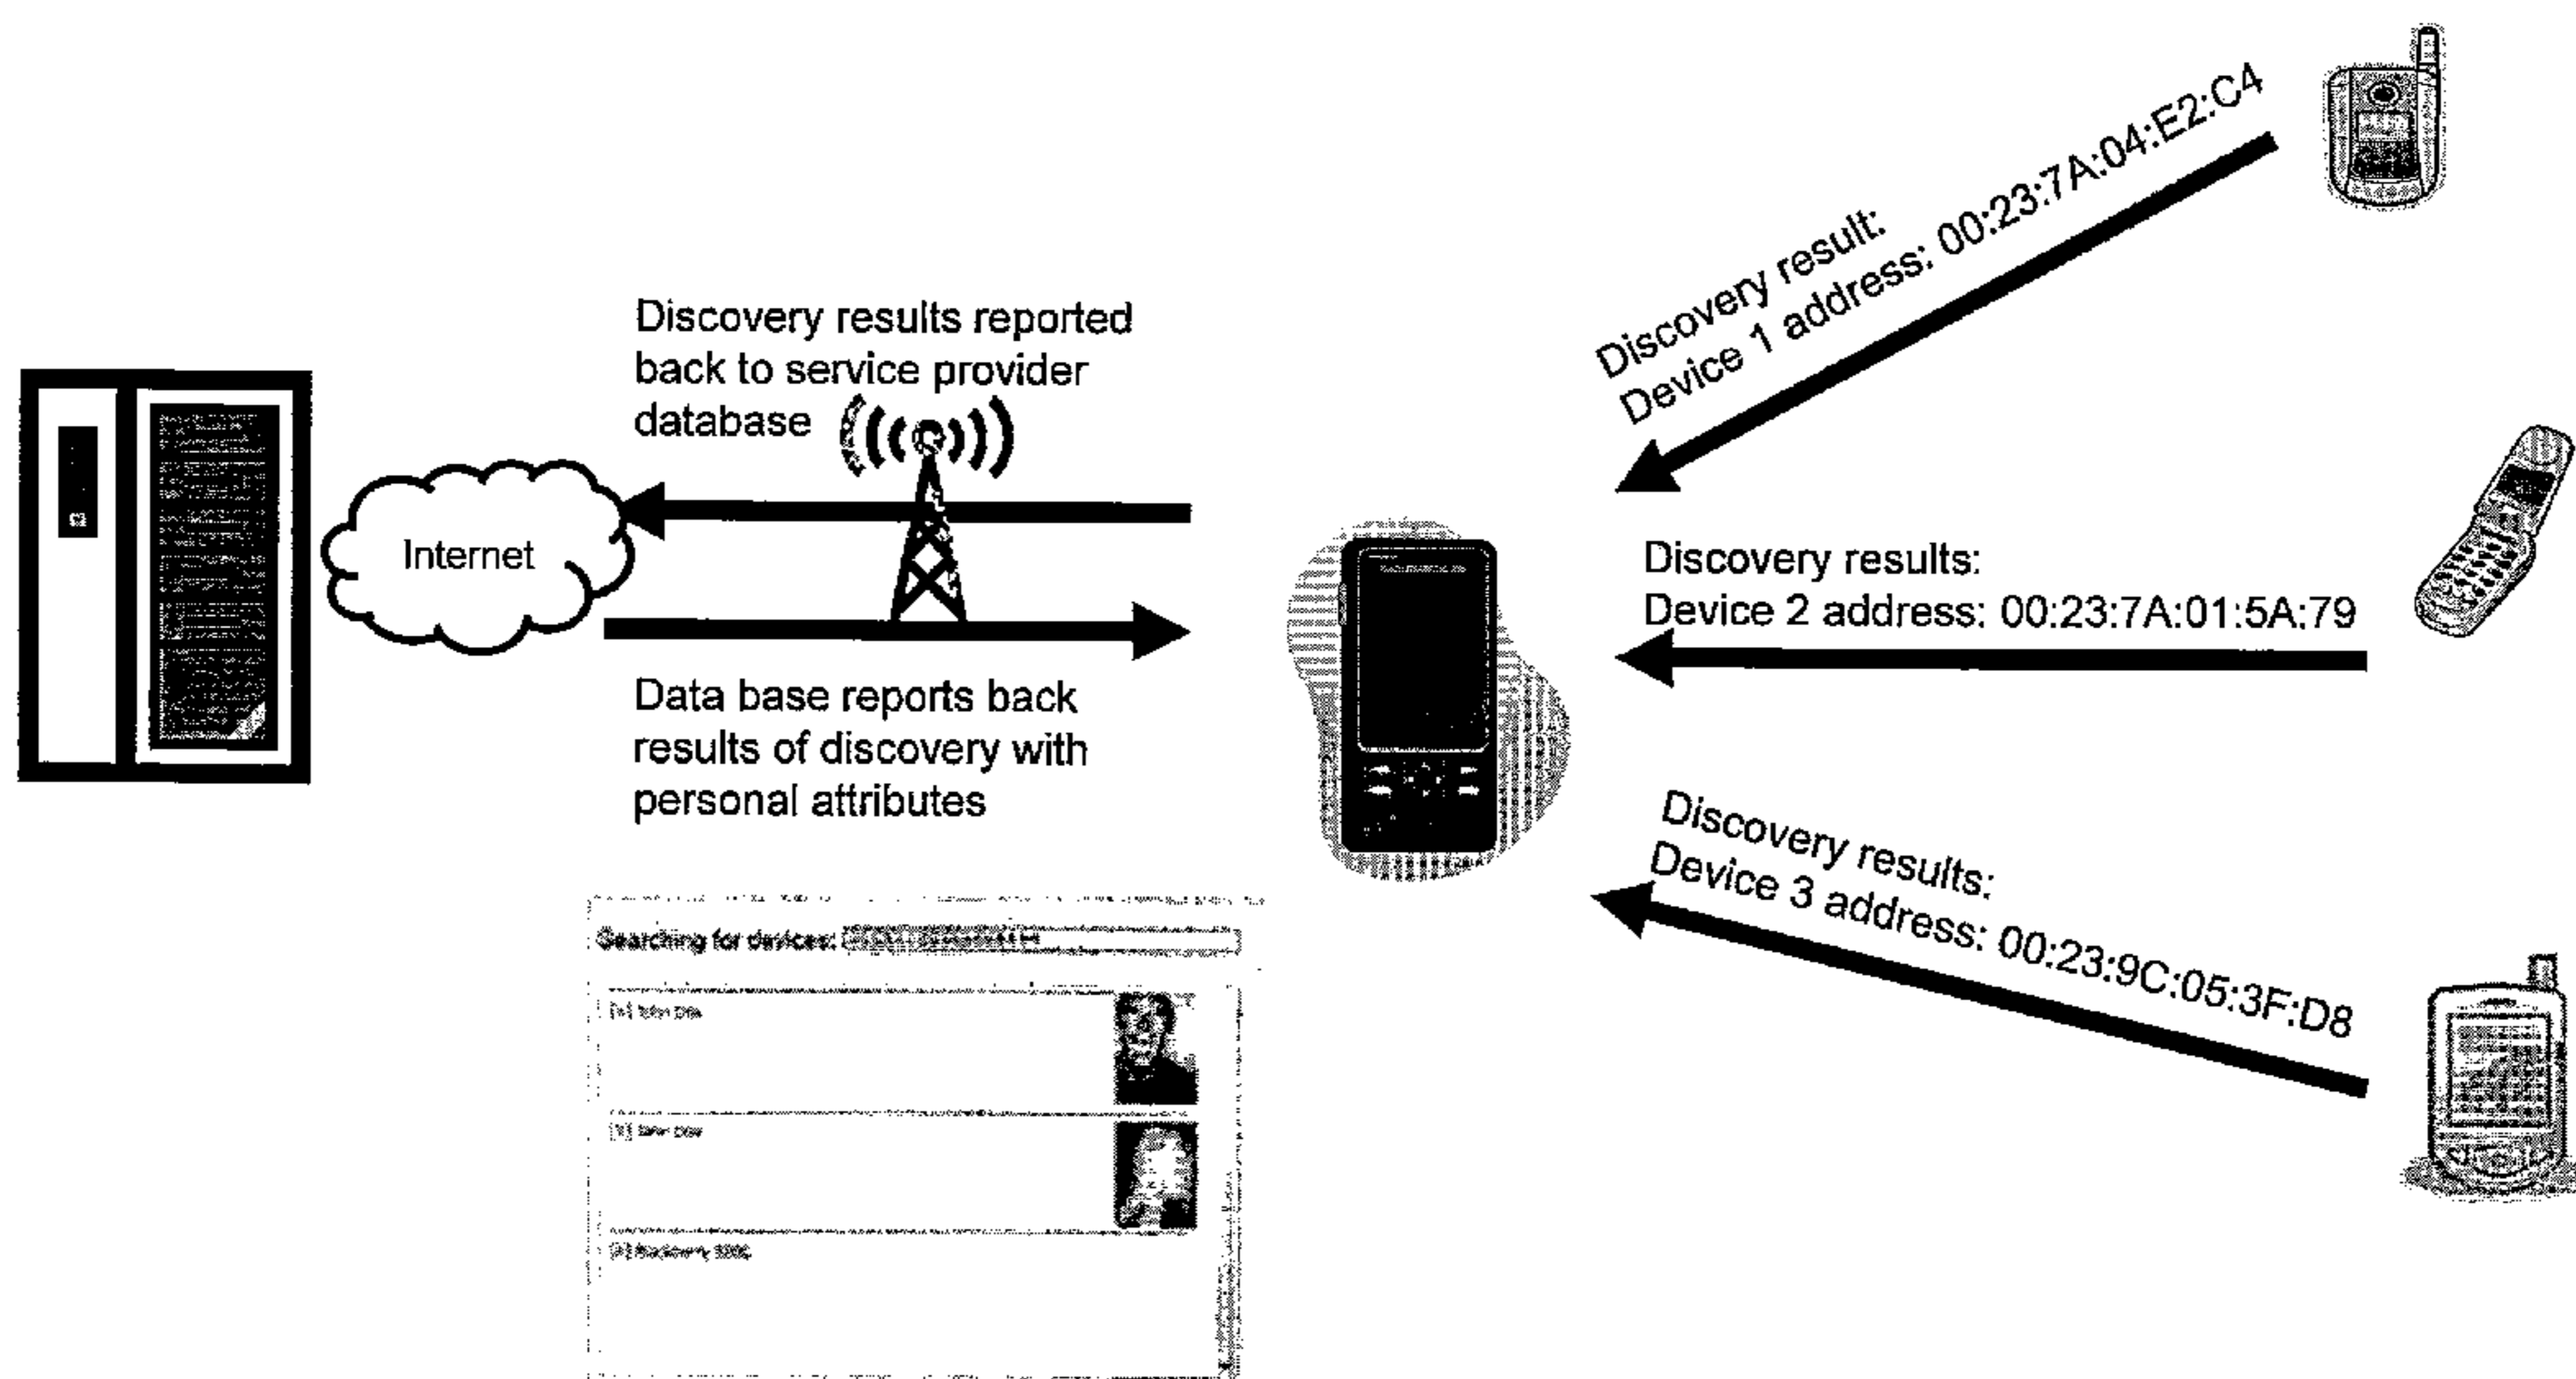 Discovery results reported
back to service provider
database
Internet
Data base reports back
results of discovery with
personal attributes
Discovery result:
Device 1 address: 00:23:7A:04:E2:C4
Discovery results:
Device 2 address: 00:23:7A:01:5A:79
Discovery results:
Device 3 address: 00:23:9C:05:3F:D8
Searching for devices: